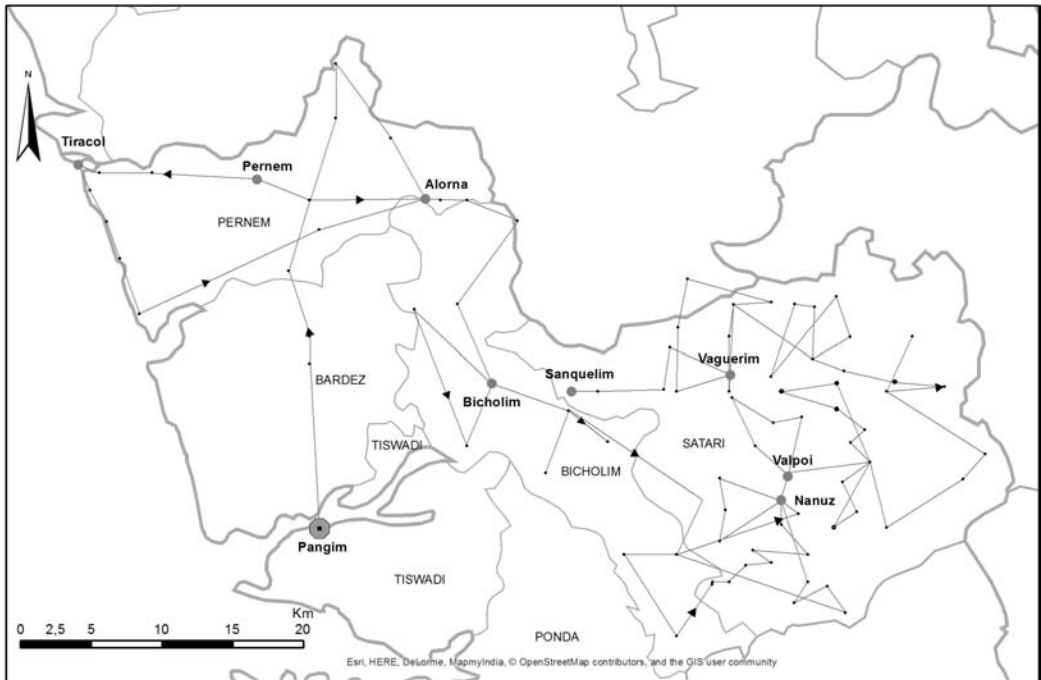 N
Tiracol
Pernem
Alorna
PERNEM
Vaguerim
Sanquelim
BARDEZ
Bicholim
TISWADI
SATARI
BICHOLIM
Valpoi
Nanuz
Pangim
TISWADI
Km
0 2,5 5 10 15 20
PONDA
Esri, HERE, DeLorme, MapmyIndia, © OpenStreetMap contributors, and the GIS user community